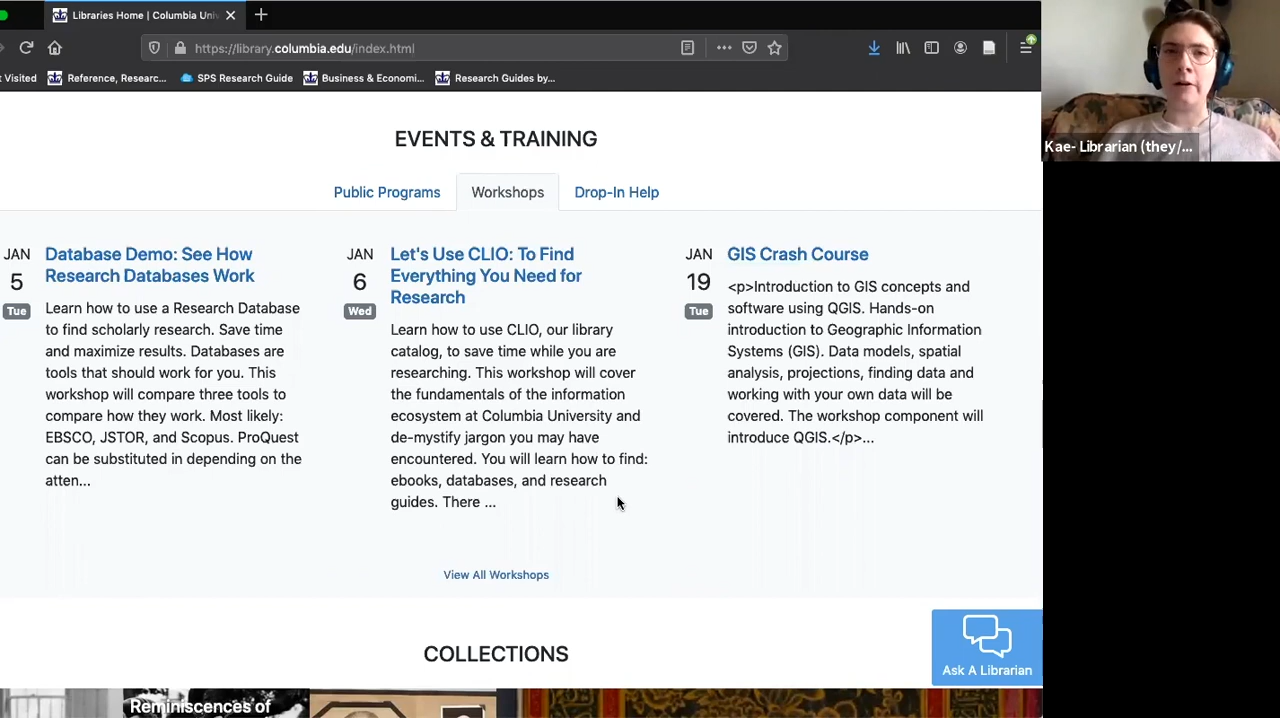 Libraries Home | Columbia Univ
https://library.columbia.edu/index.html
t Visited
Reference, Researc...
SPS Research Guide
Business & Economi...
Research Guides by...
Kae- Librarian (they/...
EVENTS & TRAINING
Public Programs
Workshops
Drop-In Help
JAN
5
Tue
Database Demo: See How
Research Databases Work
Learn how to use a Research Database
to find scholarly research. Save time
and maximize results. Databases are
tools that should work for you. This
workshop will compare three tools to
compare how they work. Most likely:
EBSCO, JSTOR, and Scopus. ProQuest
can be substituted in depending on the
atten...
JAN
6
Wed
Let's Use CLIO: To Find
Everything You Need for
Research
Learn how to use CLIO, our library
catalog, to save time while you are
researching. This workshop will cover
the fundamentals of the information
ecosystem at Columbia University and
de-mystify jargon you may have
encountered. You will learn how to find:
ebooks, databases, and research
guides. There ...
JAN
19
Tue
GIS Crash Course
<p>Introduction to GIS concepts and
software using QGIS. Hands-on
introduction to Geographic Information
Systems (GIS). Data models, spatial
analysis, projections, finding data and
working with your own data will be
covered. The workshop component will
introduce QGIS.</p>...
View All Workshops
COLLECTIONS
Ask A Librarian
Reminiscences of